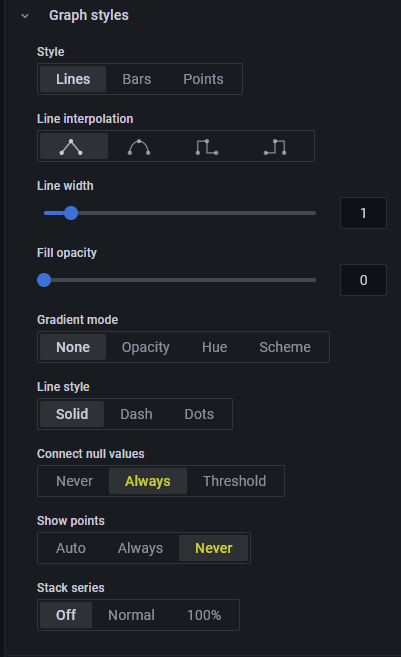 Graph styles
Style
Lines Bars Points
Line interpolation
Line width
1
Fill opacity
0
Gradient mode
None Opacity Hue Scheme
Line style
Solid Dash Dots
Connect null values
Never Always Threshold
Show points
Auto Always Never
Stack series
Off Normal 100%